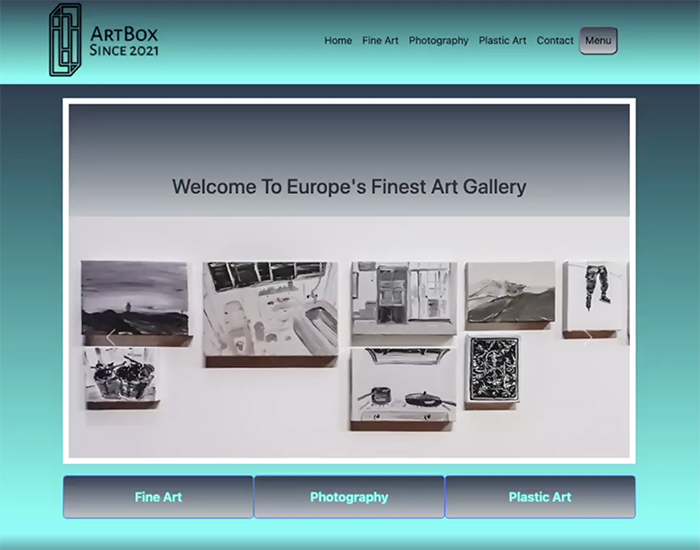 ArtBox
Since 2021
Home Fine Art Photography Plastic Art Contact Menu
Welcome To Europe's Finest Art Gallery
Fine Art Photography Plastic Art